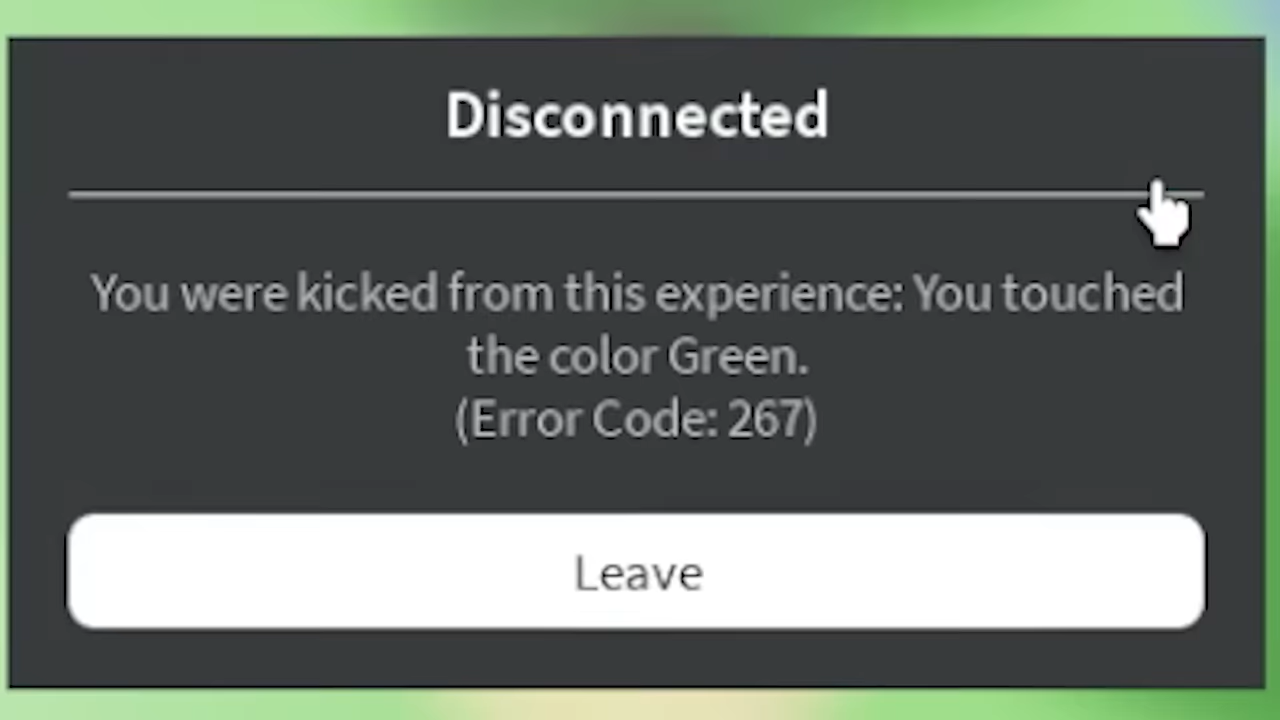 Disconnected
You were kicked from this experience: You touched
the color Green.
(Error Code: 267)
Leave